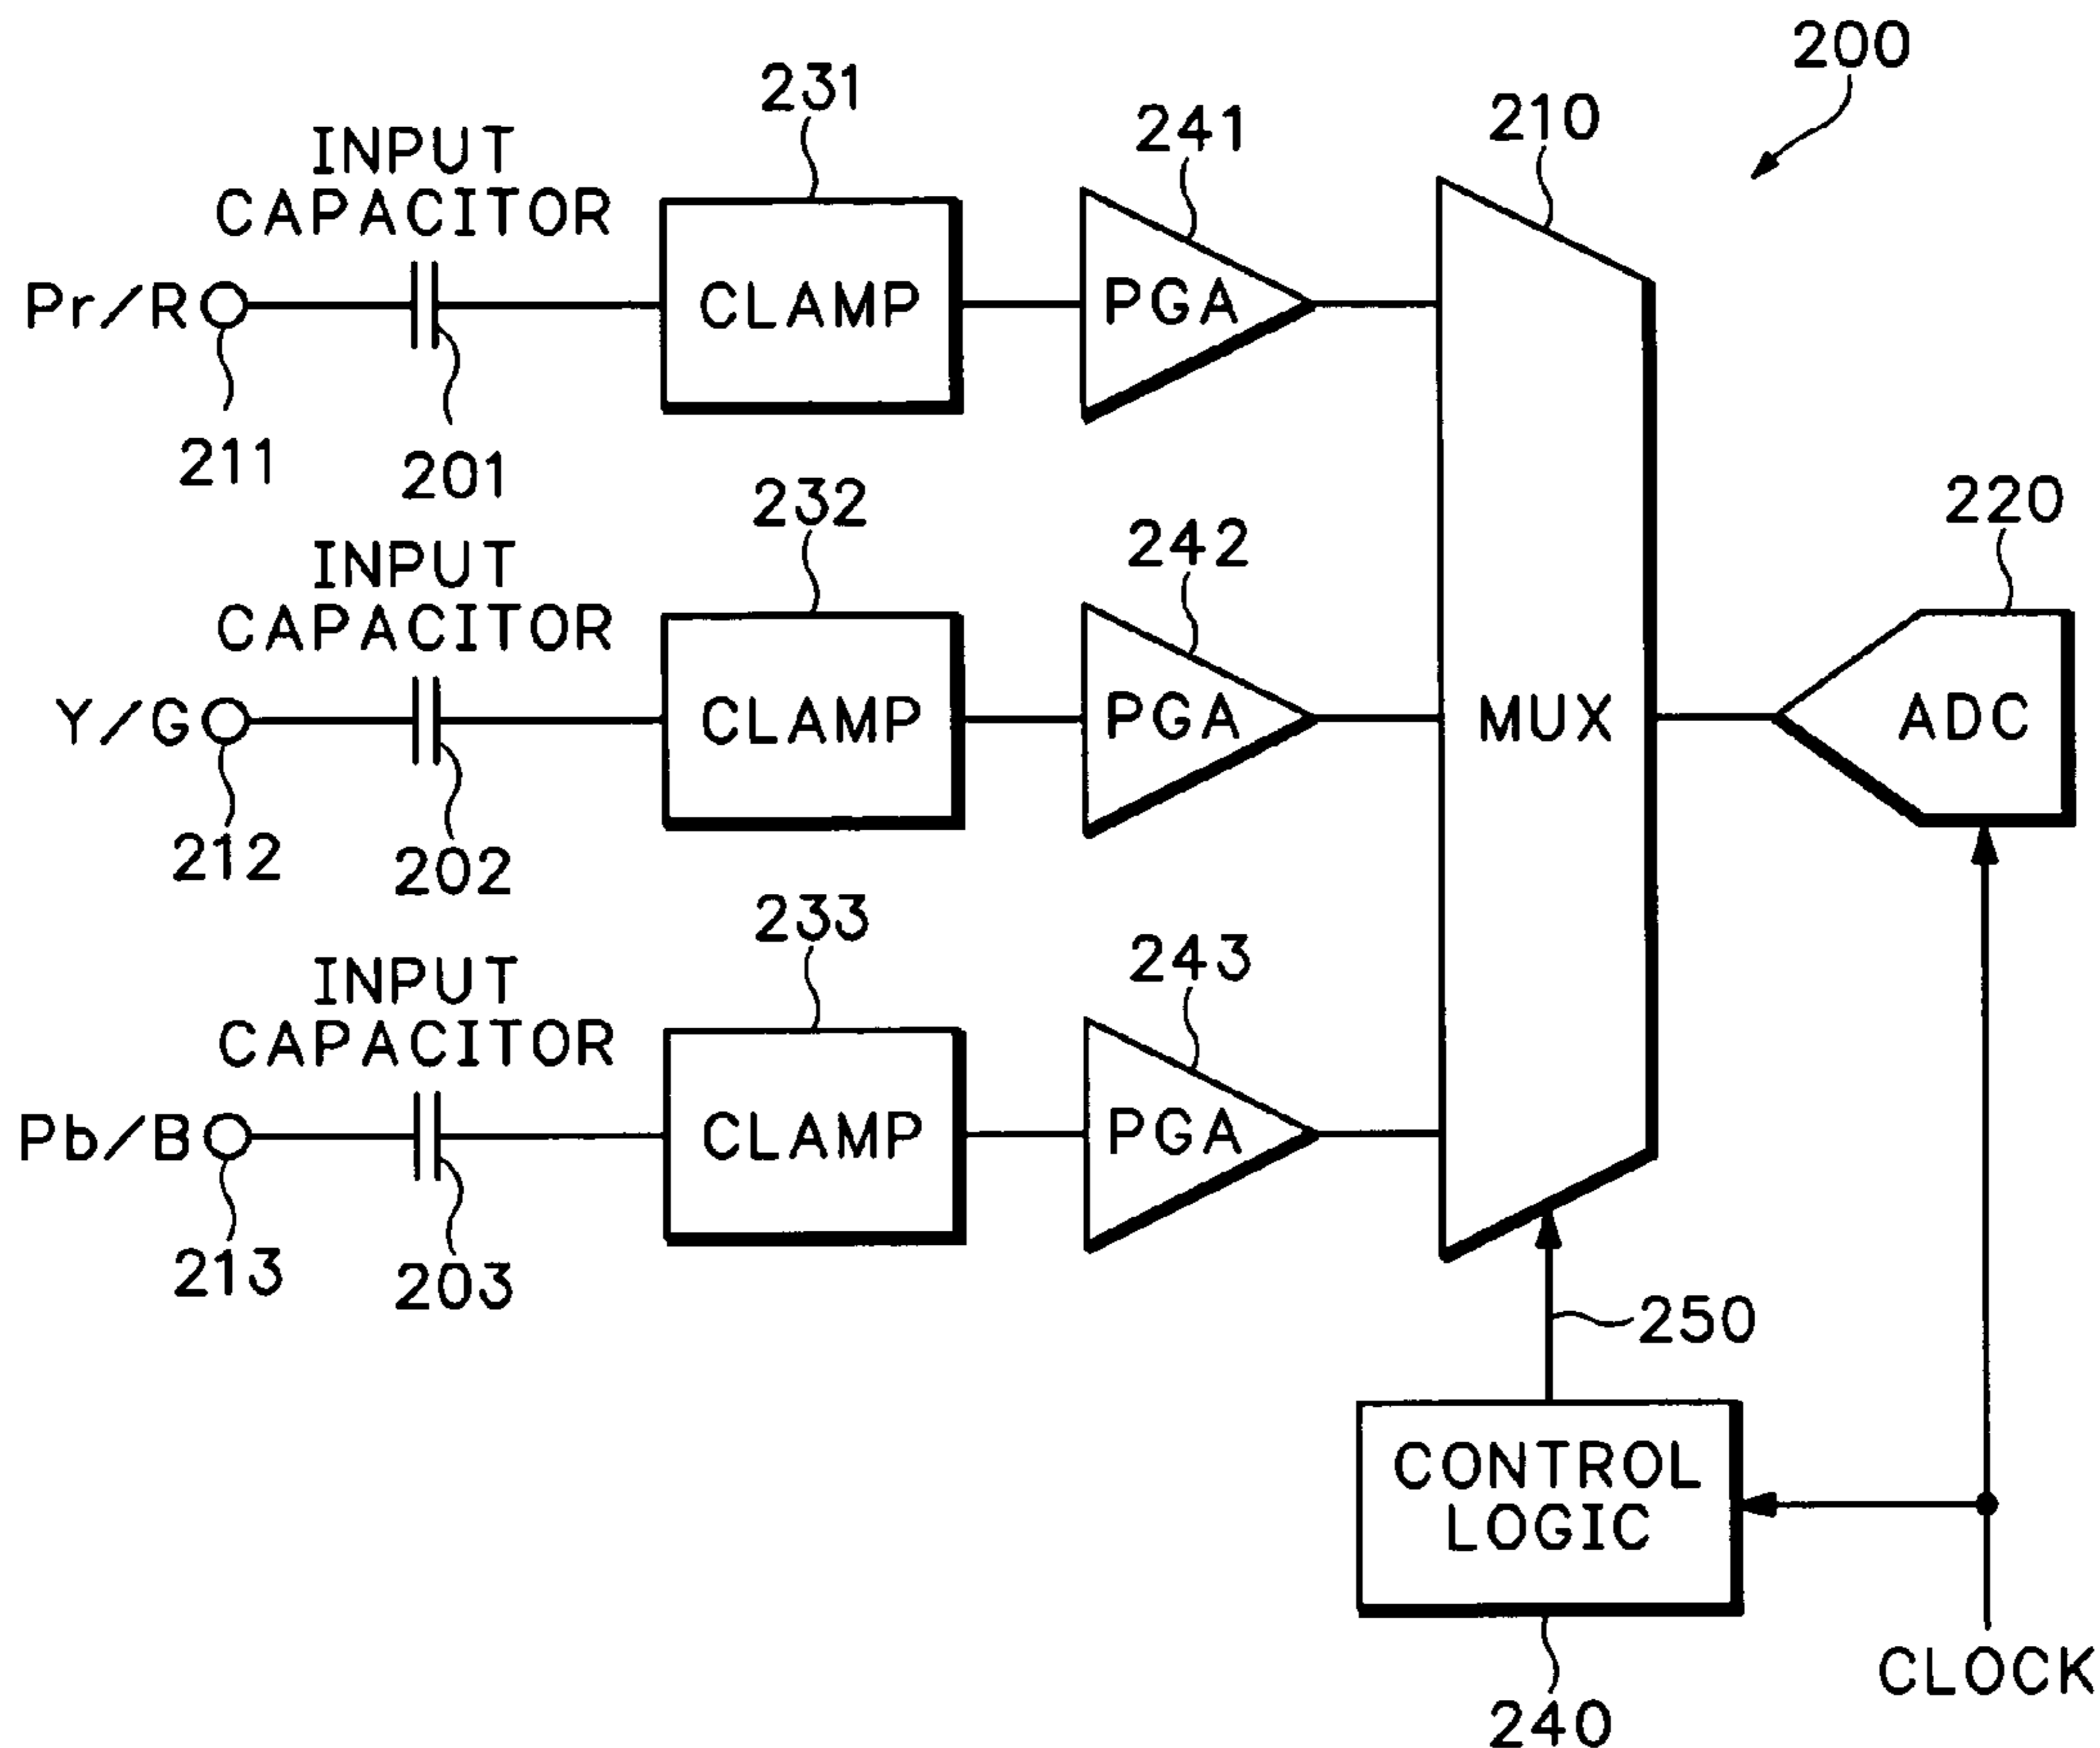 200
231
241
210
INPUT
CAPACITOR
Pr/R
CLAMP
PGA
211
201
232
242
220
INPUT
CAPACITOR
Y/G
CLAMP
PGA
MUX
ADC
212
202
233
243
INPUT
CAPACITOR
Pb/B
CLAMP
PGA
213
203
250
CONTROL
LOGIC
CLOCK
240